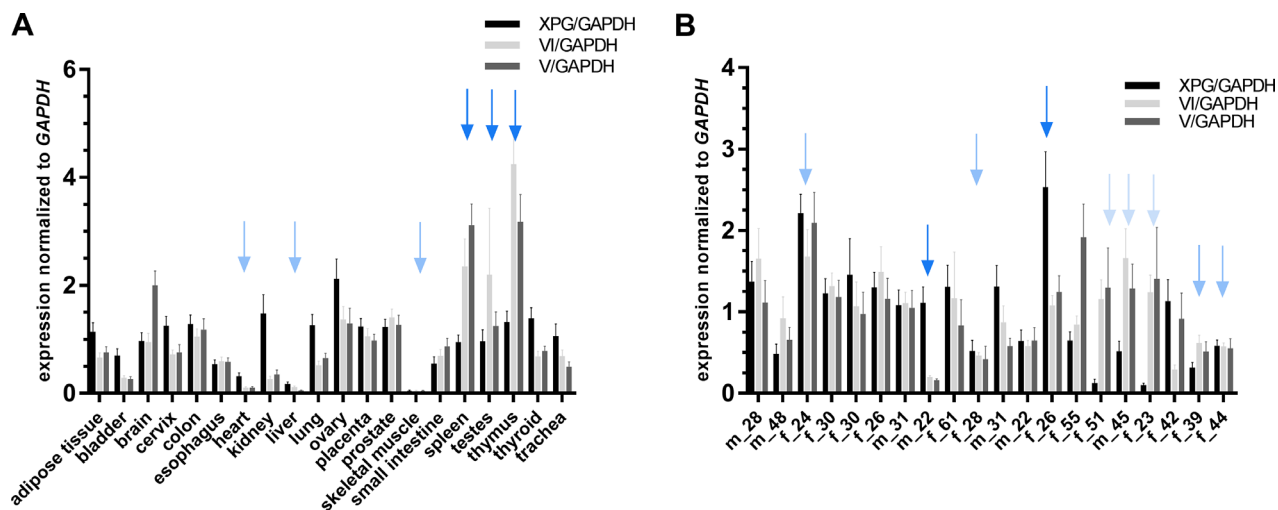 A
XPG/GAPDH
VI/GAPDH
V/GAPDH
expression normalized to GAPDH
6
4
2
0
adipose tissue
bladder
brain
cervix
colon
esophagus
heart
kidney
liver
lung
ovary
placenta
prostate
skeletal muscle
small intestine
spleen
testes
thymus
thyroid
trachea
B
XPG/GAPDH
VI/GAPDH
V/GAPDH
expression normalized to GAPDH
4
3
2
1
0
m_28
m_48
f_24
f_30
f_30
f_26
m_31
m_22
f_61
f_28
m_31
m_22
f_26
f_55
f_51
m_45
f_23
f_42
f_39
f_44